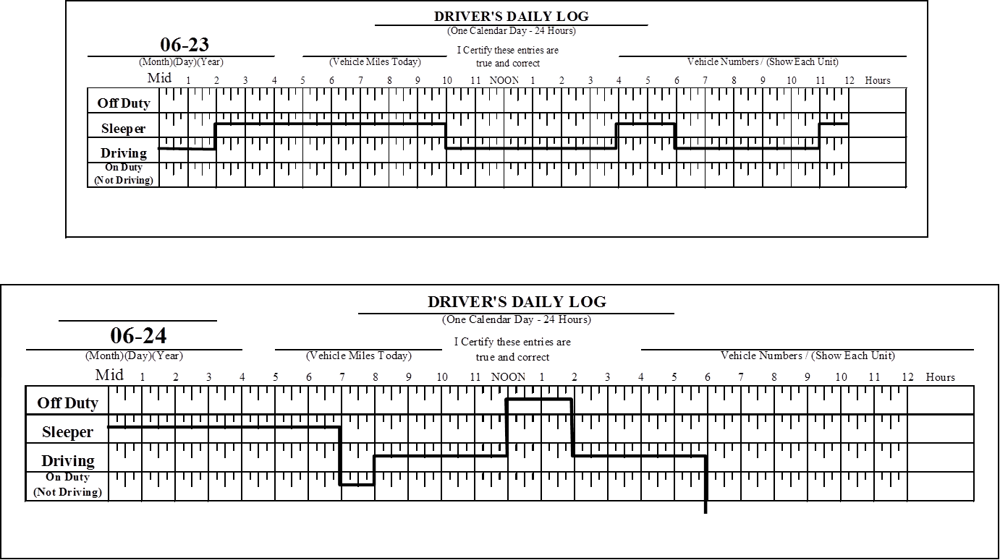 DRIVER'S DAILY LOG
(One Calendar Day - 24 Hours)
06-23
I Certify these entries are
true and correct
(Month)(Day)(Year) (Vehicle Miles Today) Vehicle Numbers / (Show Each Unit)
Mid 1 2 3 4 5 6 7 8 9 10 11 NOON 1 2 3 4 5 6 7 8 9 10 11 12 Hours
Off Duty
Sleeper
Driving
On Duty
(Not Driving)
DRIVER'S DAILY LOG
(One Calendar Day - 24 Hours)
06-24
I Certify these entries are
true and correct
(Month)(Day)(Year) (Vehicle Miles Today) Vehicle Numbers / (Show Each Unit)
Mid 1 2 3 4 5 6 7 8 9 10 11 NOON 1 2 3 4 5 6 7 8 9 10 11 12 Hours
Off Duty
Sleeper
Driving
On Duty
(Not Driving)